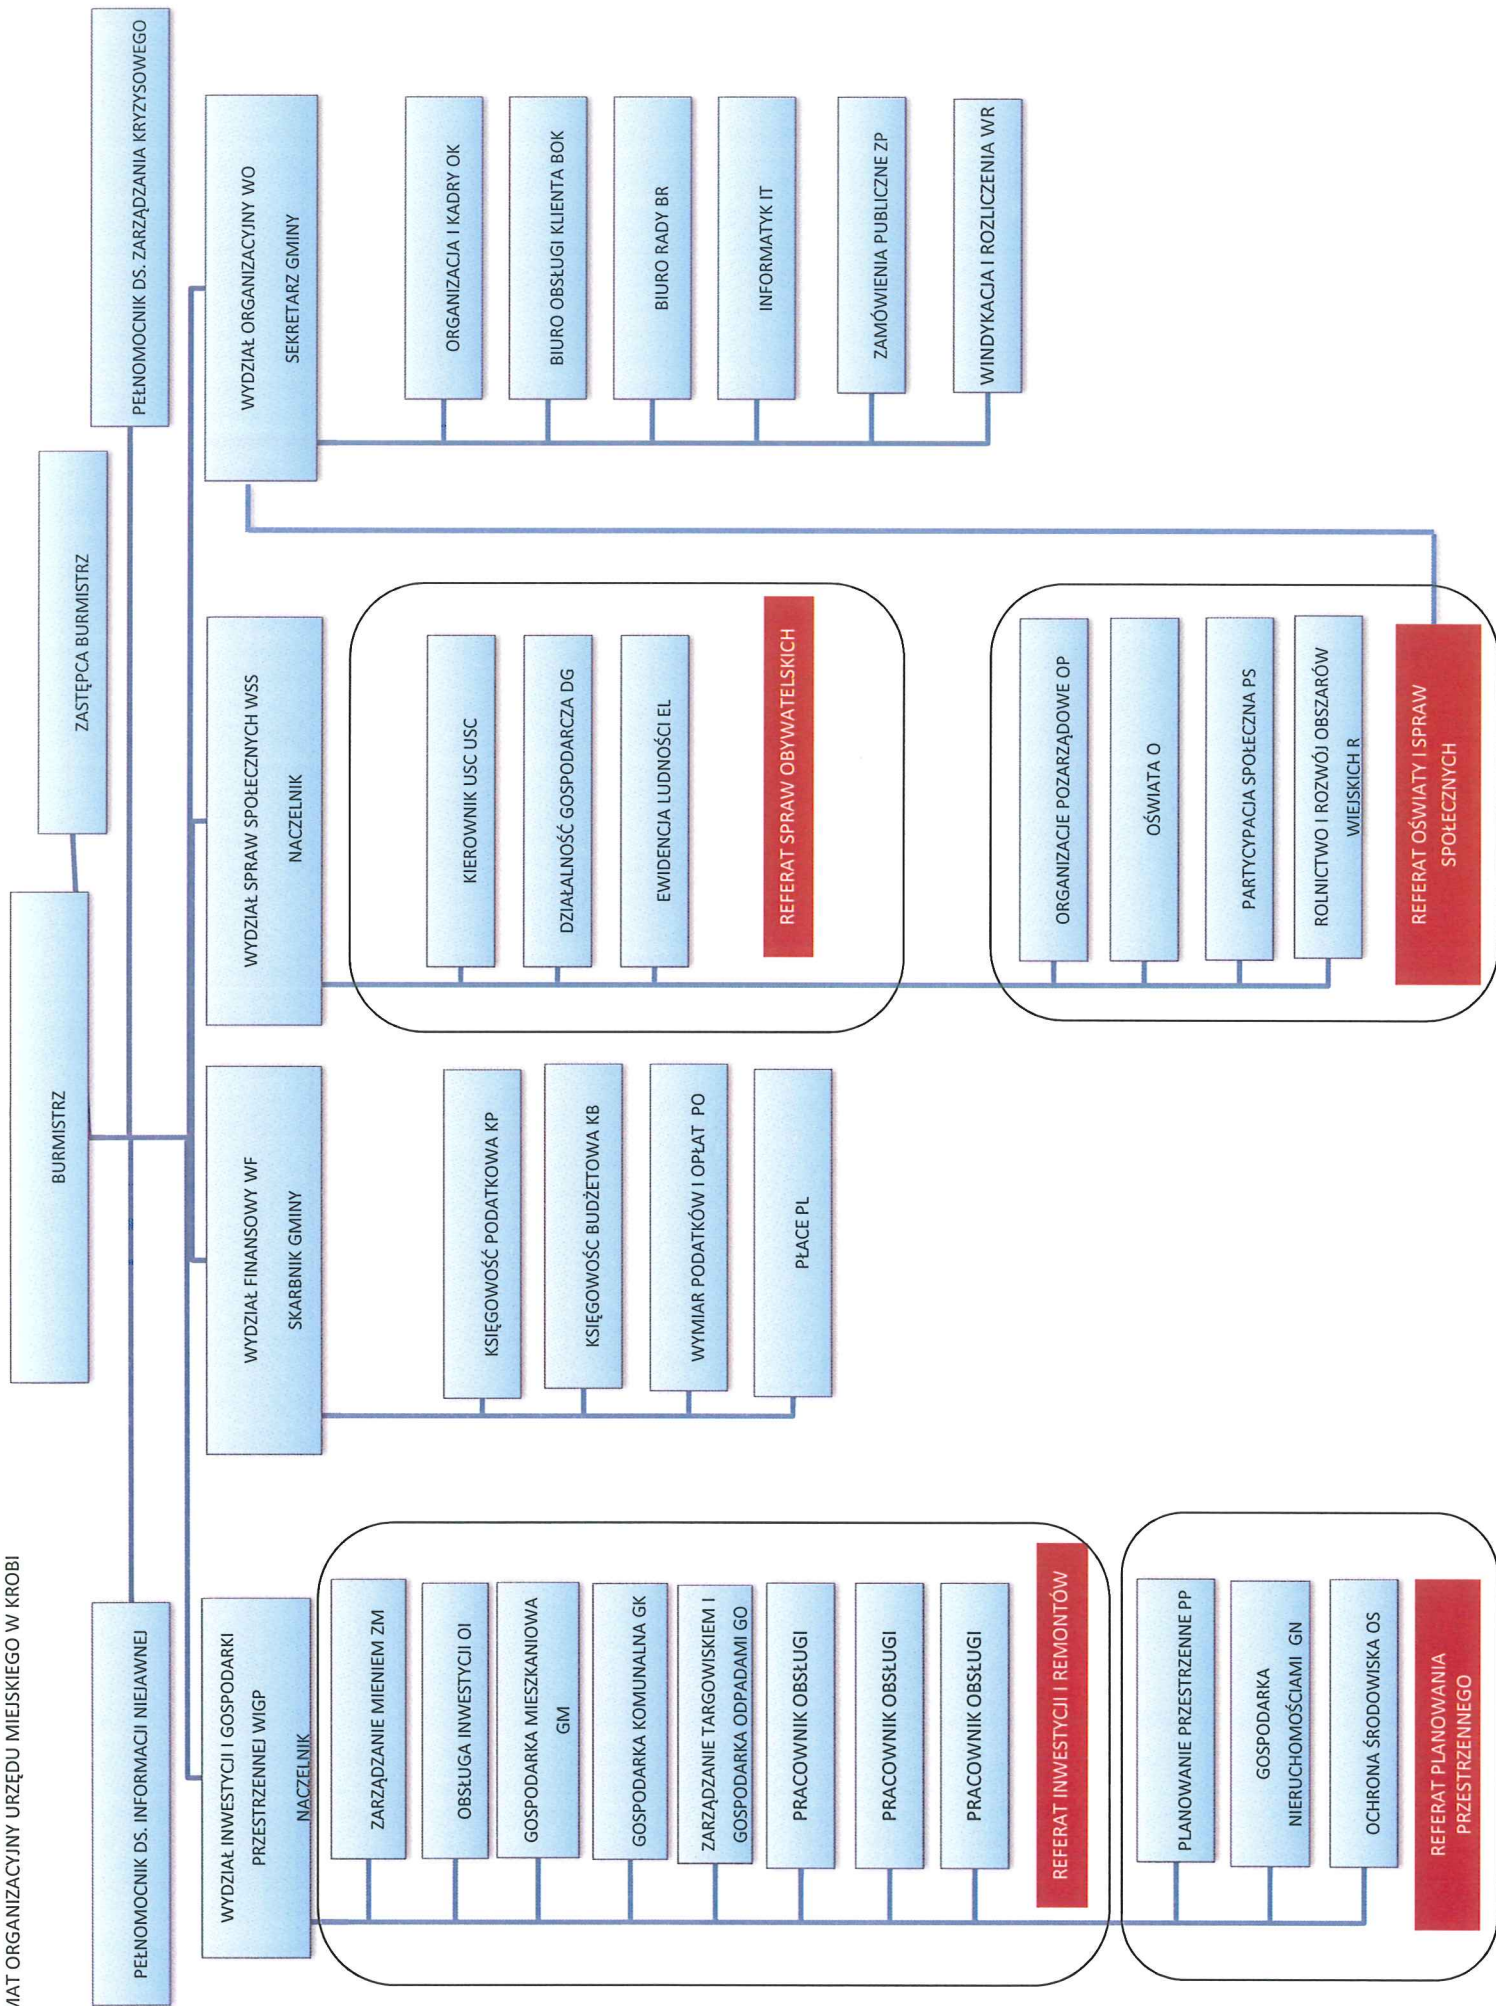 MAT ORGANIZACYJNY URZĘDU MIEJSKIEGO W KROBI
BURMISTRZ
ZASTĘPCA BURMISTRZ
PEŁNOMOCNIK DS. INFORMACJI NIEJAWNEJ
PEŁNOMOCNIK DS. ZARZĄDZANIA KRYZYSOWEGO
WYDZIAŁ INWESTYCJI I GOSPODARKI
PRZESTRZENNEJ WIGP
NACZELNIK
ZARZĄDZANIE MIENIEM ZM
OBSŁUGA INWESTYCJI OI
GOSPODARKA MIESZKANIOWA
GM
GOSPODARKA KOMUNALNA GK
ZARZĄDZANIE TARGOWISKIEM I
GOSPODARKA ODPADAMI GO
PRACOWNIK OBSŁUGI
PRACOWNIK OBSŁUGI
PRACOWNIK OBSŁUGI
REFERAT INWESTYCJI I REMONTÓW
PLANOWANIE PRZESTRZENNE PP
GOSPODARKA
NIERUCHOMOŚCIAMI GN
OCHRONA ŚRODOWISKA OS
REFERAT PLANOWANIA
PRZESTRZENNEGO
WYDZIAŁ FINANSOWY WF
SKARBNIK GMINY
KSIĘGOWOŚĆ PODATKOWA KP
KSIĘGOWOŚC BUDŻETOWA KB
WYMIAR PODATKÓW I OPŁAT PO
PŁACE PL
WYDZIAŁ SPRAW SPOŁECZNYCH WSS
NACZELNIK
KIEROWNIK USC USC
DZIAŁALNOŚĆ GOSPODARCZA DG
EWIDENCJA LUDNOŚCI EL
REFERAT SPRAW OBYWATELSKICH
ORGANIZACJE POZARZĄDOWE OP
OŚWIATA O
PARTYCYPACJA SPOŁECZNA PS
ROLNICTWO I ROZWÓJ OBSZARÓW
WIEJSKICH R
REFERAT OŚWIATY I SPRAW
SPOŁECZNYCH
WYDZIAŁ ORGANIZACYJNY WO
SEKRETARZ GMINY
ORGANIZACJA I KADRY OK
BIURO OBSŁUGI KLIENTA BOK
BIURO RADY BR
INFORMATYK IT
ZAMÓWIENIA PUBLICZNE ZP
WINDYKACJA I ROZLICZENIA WR